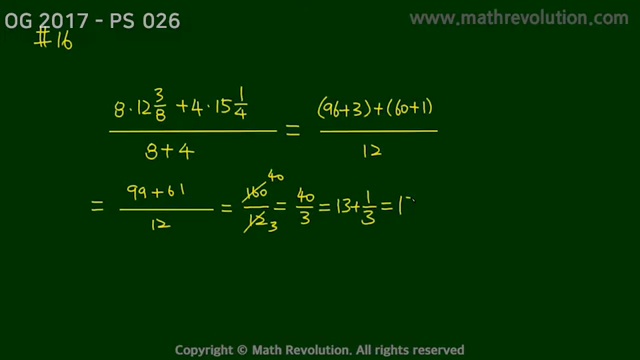 OG 2017 - PS 026
www.mathrevolution.com
#16
(8·12 3/8 + 4·15 1/4)/(8+4) = ((96+3)+(60+1))/12
= (99+61)/12 = 160/12 40 3 = 40/3 = 13+1/3 = 1
Copyright © Math Revolution. All Right Reserved.